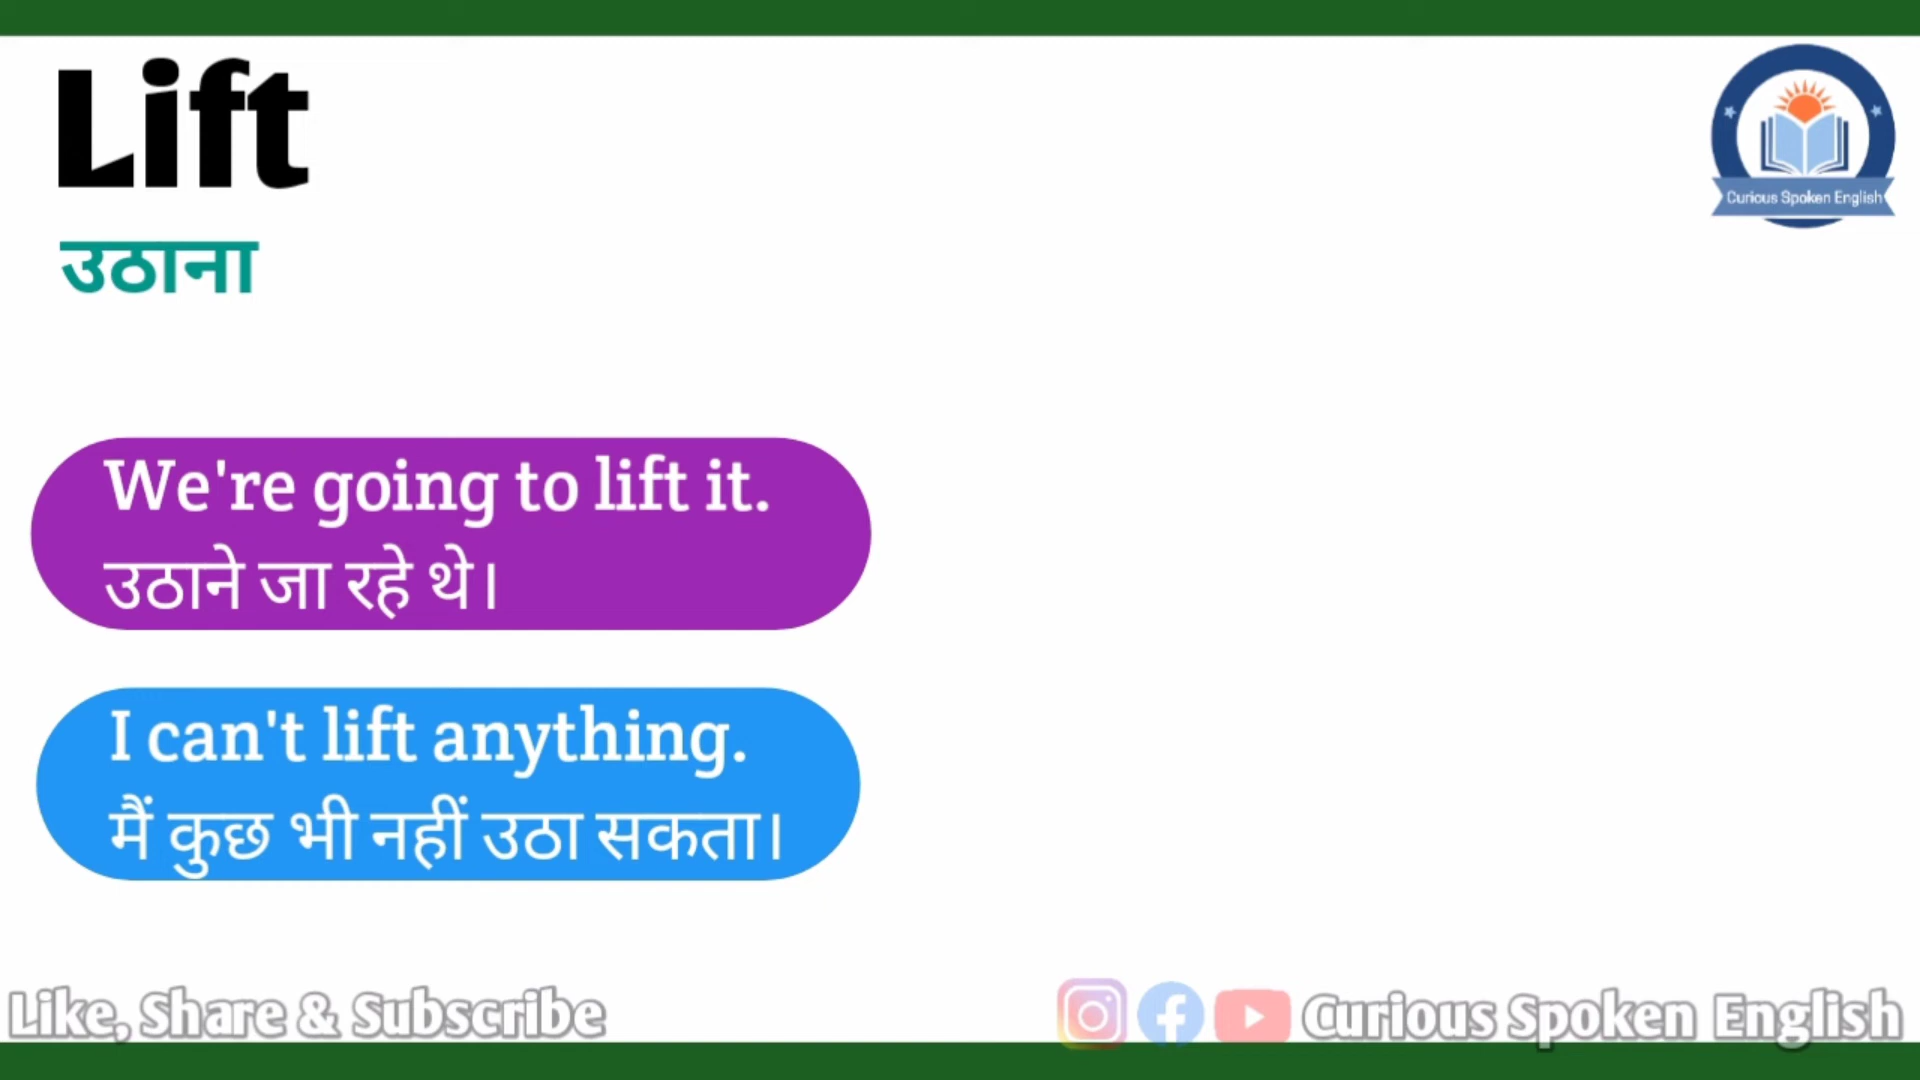 Lift
उठाना
Curious Spoken English
We're going to lift it.
उठाने जा रहे थे।
I can't lift anything.
मैं कुछ भी नहीं उठा सकता।
Like, Share & Subscribe
Curious Spoken English